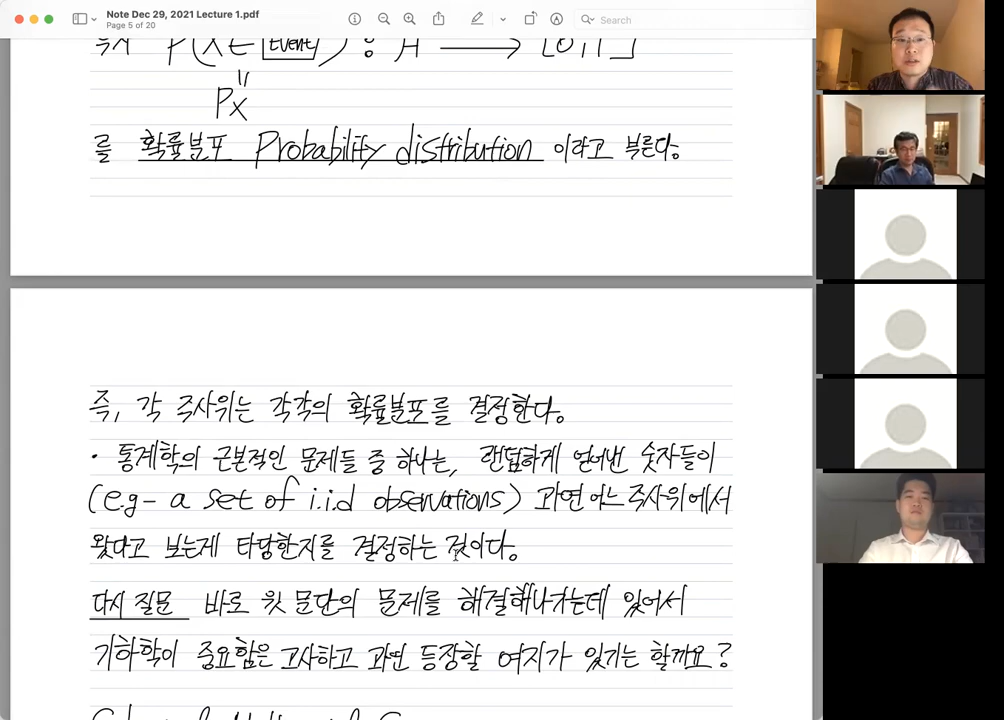 Note Dec 29, 2021 Lecture 1.pdf
Page 5 of 20
Search
즉시 P(X∈[Event]) : A → [0,1]
Px
를 확률분포 Probability distribution 이라고 부른다.
즉, 각 주사위는 각각의 확률분포를 결정한다.
• 통계학의 근본적인 문제들 중 하나는, 랜덤하게 얻어낸 숫자들이
(e.g- a set of i.i.d observations) 과연 어느 주사위에서
왔다고 보는게 타당한지를 결정하는 것이다.
다시 질문 바로 윗 문단의 문제를 해결해나가는데 있어서
기하학이 중요함은 고사하고 과연 등장할 여지가 있기는 할까요?